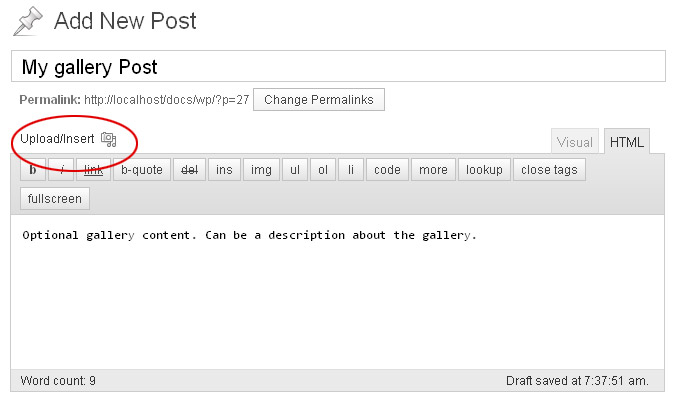 Add New Post
My gallery Post
Permalink: http://localhost/docs/wp/?p=27 Change Permalinks
Upload/Insert Visual HTML
b i link b-quote del ins img ul ol li code more lookup close tags
fullscreen
Optional gallery content. Can be a description about the gallery.
Word count: 9 Draft saved at 7:37:51 am.